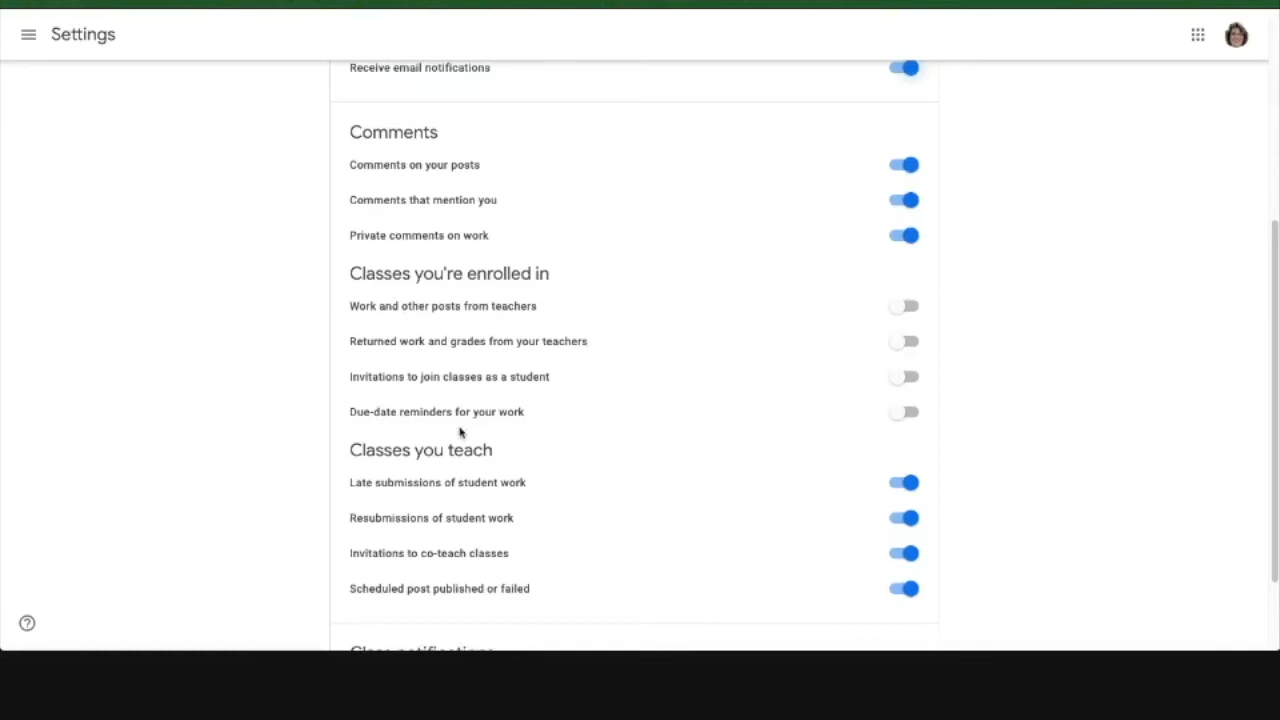 Settings
Receive email notifications
Comments
Comments on your posts
Comments that mention you
Private comments on work
Classes you're enrolled in
Work and other posts from teachers
Returned work and grades from your teachers
Invitations to join classes as a student
Due-date reminders for your work
Classes you teach
Late submissions of student work
Resubmissions of student work
Invitations to co-teach classes
Scheduled post published or failed
Class notifications